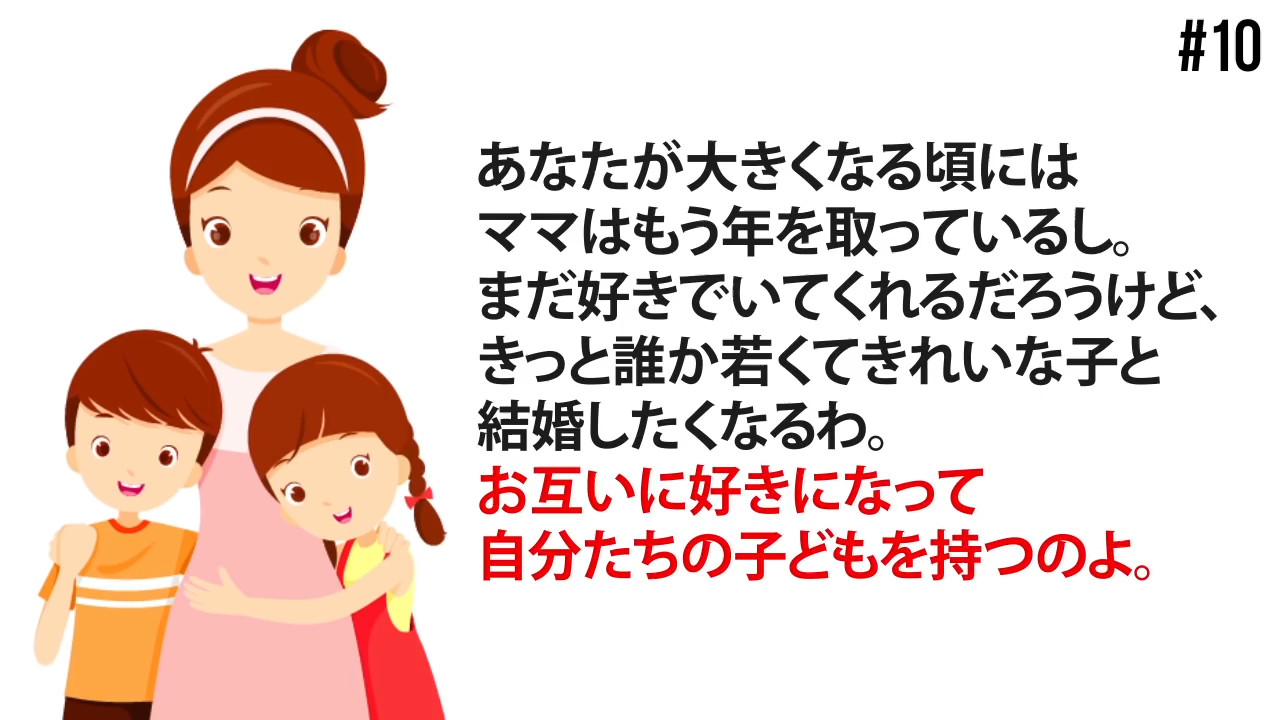 #10
あなたが大きくなる頃には
ママはもう年を取っているし。
まだ好きでいてくれるだろうけど、
きっと誰か若くてきれいな子と
結婚したくなるわ。
お互いに好きになって
自分たちの子どもを持つのよ。